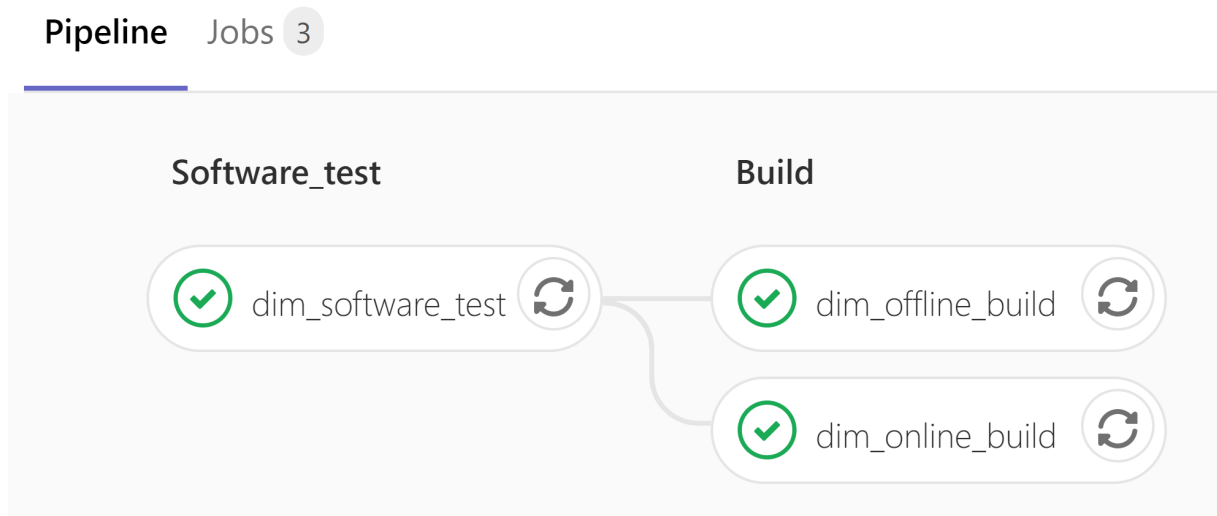 Pipeline Jobs 3
Software_test Build
dim_software_test dim_offline_build
dim_online_build